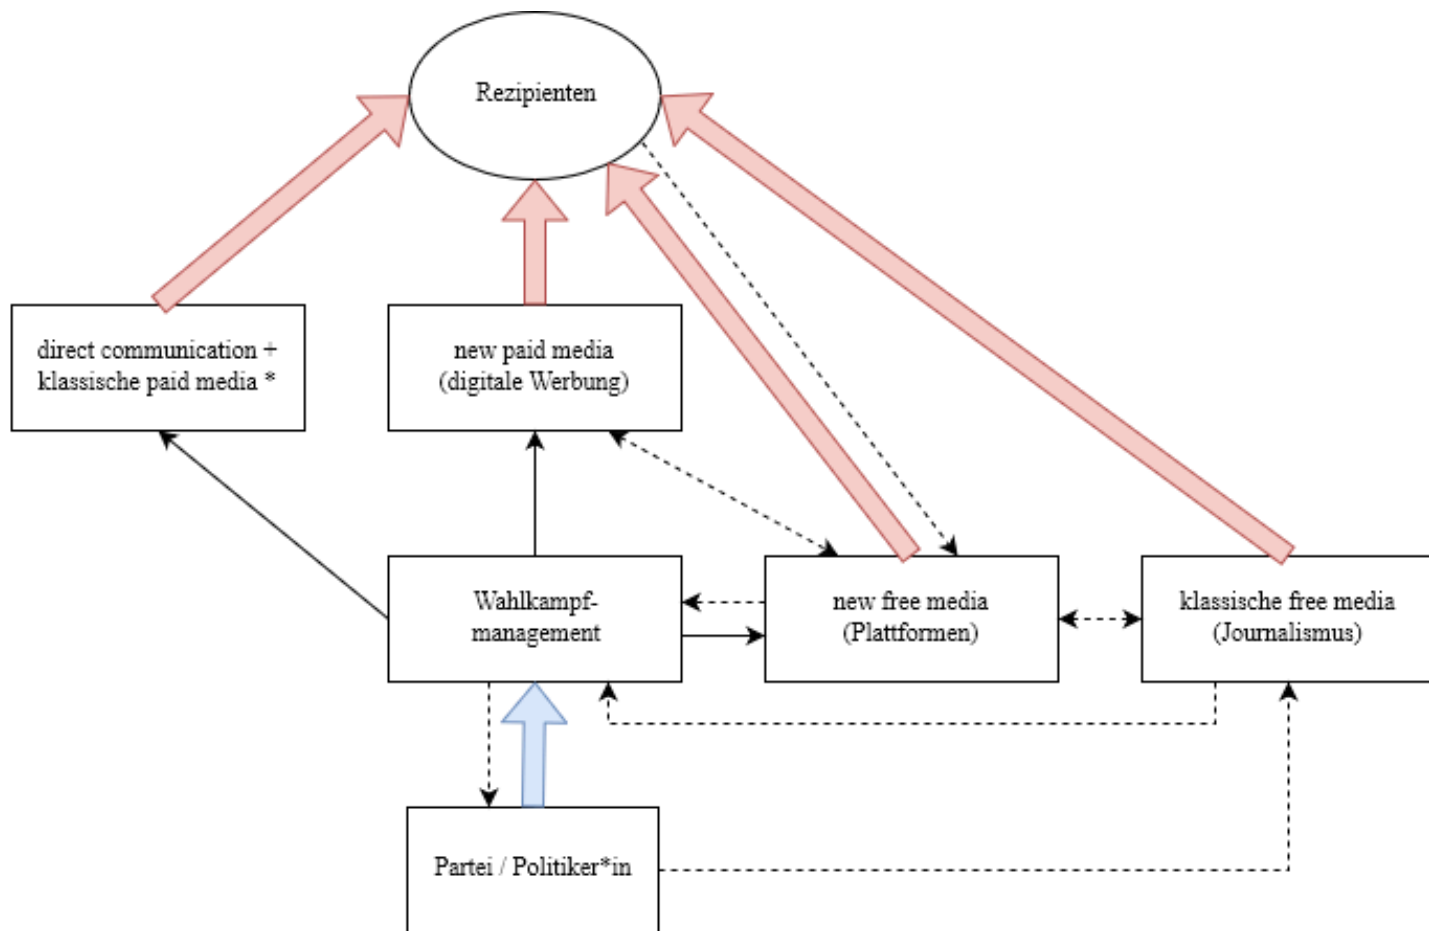 Rezipienten
direct communication +
klassische paid media *
new paid media
(digitale Werbung)
Wahlkampf-
management
new free media
(Plattformen)
klassische free media
(Journalismus)
Partei / Politiker*in